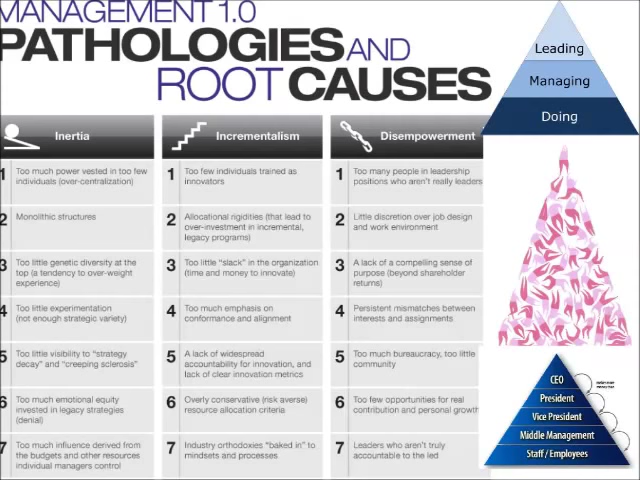 MANAGEMENT 1.0
PATHOLOGIES AND
ROOT CAUSES
Inertia
1 Too much power vested in too few
individuals (over-centralization)
2 Monolithic structures
3 Too little genetic diversity at the
top (a tendency to over-weight
experience)
4 Too little experimentation
(not enough strategic variety)
5 Too little visibility to “strategy
decay” and “creeping sclerosis”
6 Too much emotional equity
invested in legacy strategies
(denial)
7 Too much influence derived from
the budgets and other resources
individual managers control
Incrementalism
1 Too few individuals trained as
innovators
2 Allocational rigidities (that lead to
over-investment in incremental,
legacy programs)
3 Too little “slack” in the organization
(time and money to innovate)
4 Too much emphasis on
conformance and alignment
5 A lack of widespread
accountability for innovation, and
lack of clear innovation metrics
6 Overly conservative (risk averse)
resource allocation criteria
7 Industry orthodoxies “baked in” to
mindsets and processes
Disempowerment
1 Too many people in leadership
positions who aren’t really leaders
2 Little discretion over job design
and work environment
3 A lack of a compelling sense of
purpose (beyond shareholder
returns)
4 Persistent mismatches between
interests and assignments
5 Too much bureaucracy, too little
community
6 Too few opportunities for real
contribution and personal growth
7 Leaders who aren’t truly
accountable to the led
Leading
Managing
Doing
CEO
President
Vice President
Middle Management
Staff / Employees